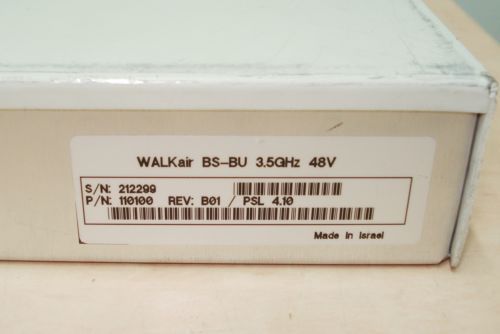 WALKair BS-BU 3.5GHz 48V
S/N: 212299
P/N: 110100 REV: B01 / PSL 4.10
Made in Israel